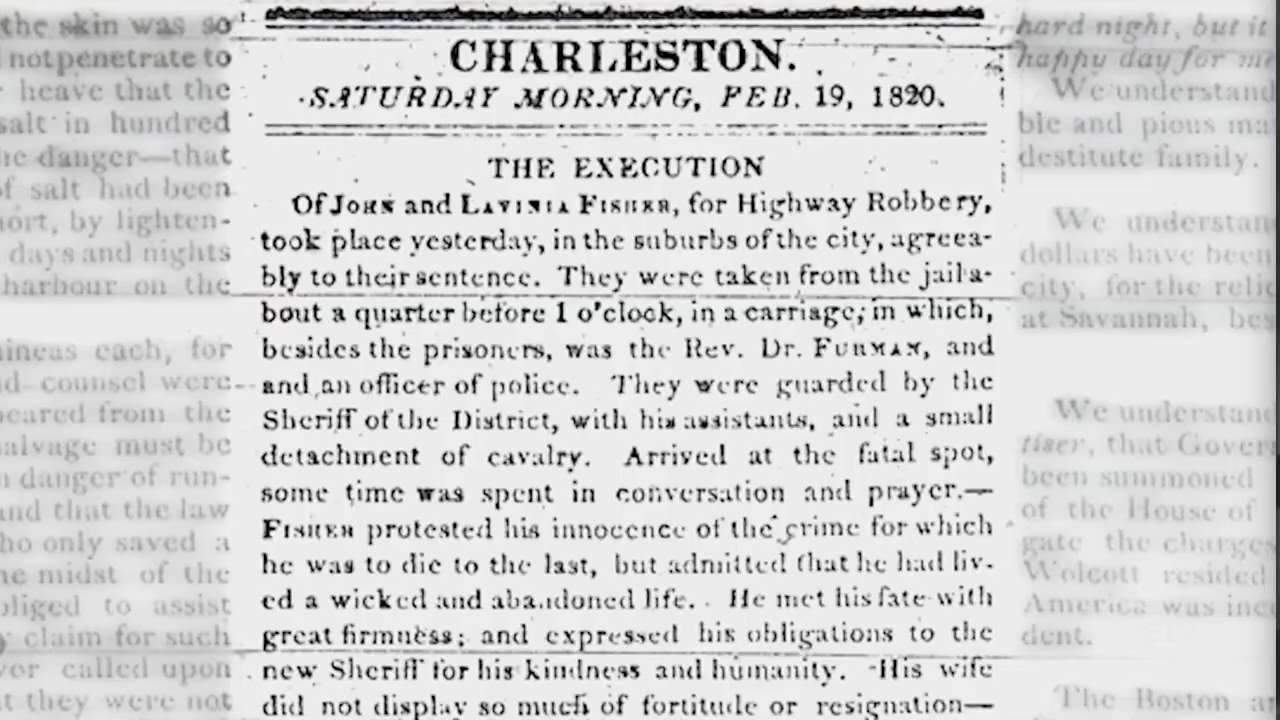 CHARLESTON.
SATURDAY MORNING, FEB. 19, 1820.
THE EXECUTION
Of JOHN and LAVINIA FISHER, for Highway Robbery,
took place yesterday, in the suburbs of the city, agreea-
bly to their sentence. They were taken from the jail a-
bout a quarter before 1 o'clock, in a carriage, in which,
besides the prisoners, was the Rev. Dr. FURMAN, and
and an officer of police. They were guarded by the
Sheriff of the District, with his assistants, and a small
detachment of cavalry. Arrived at the fatal spot,
some time was spent in conversation and prayer.—
FISHER protested his innocence of the crime for which
he was to die to the last, but admitted that he had liv-
ed a wicked and abandoned life. He met his fate with
great firmness; and expressed his obligations to the
new Sheriff for his kindness and humanity. His wife
did not display so much of fortitude or resignation—
the skin was so
not penetrate to
heave that the
salt in hundred
he danger—that
of salt had been
ort, by lighten-
days and nights
harbour on the
ineas each, for
d counsel were
peared from the
alvage must be
n danger of run-
and that the law
ho only saved a
he midst of the
bliged to assist
y claim for such
ver called upon
t they were not
hard night, but it
happy day for me
We understand
ble and pious ma
destitute family.
We understan
dollars have been
city, for the relie
at Savannah, bes
We understand
tiser, that Gover
been summoned
of the House of
gate the charges
Wolcott resided
America was inc
dent.
The Boston a